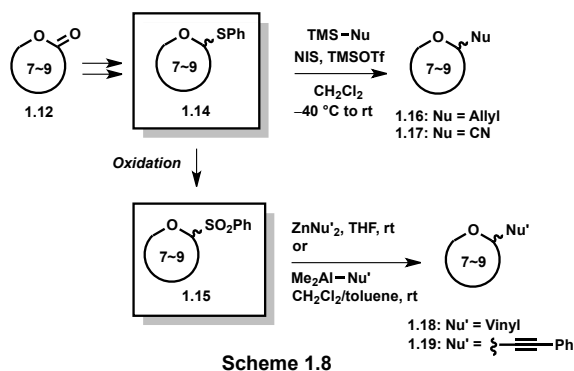 O
O
7~9
1.12
O
SPh
7~9
1.14
TMS–Nu
NIS, TMSOTf
CH₂Cl₂
–40 °C to rt
O
Nu
7~9
1.16: Nu = Allyl
1.17: Nu = CN
Oxidation
O
SO₂Ph
7~9
1.15
ZnNu'₂, THF, rt
or
Me₂Al–Nu'
CH₂Cl₂/toluene, rt
O
Nu'
7~9
1.18: Nu' = Vinyl
1.19: Nu' = Ph
Scheme 1.8